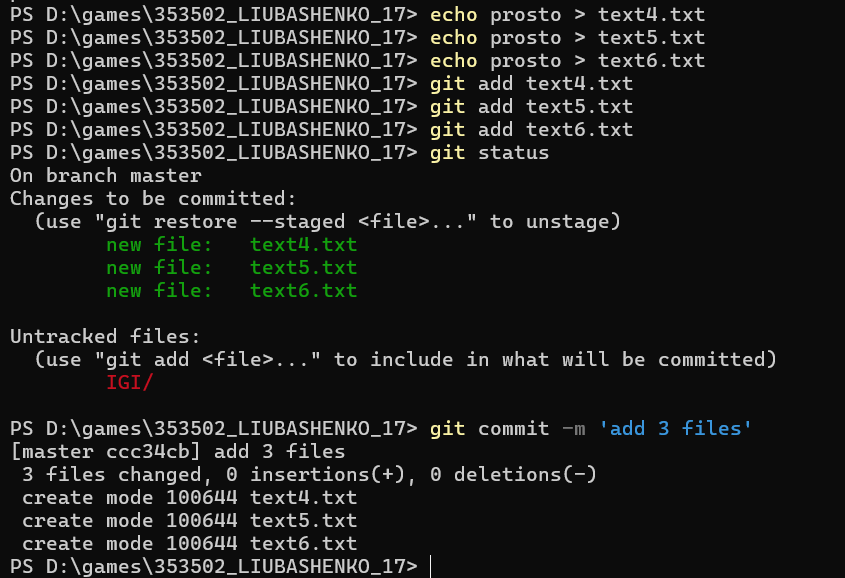 PS D:\games\353502_LIUBASHENKO_17> echo prosto > text4.txt
PS D:\games\353502_LIUBASHENKO_17> echo prosto > text5.txt
PS D:\games\353502_LIUBASHENKO_17> echo prosto > text6.txt
PS D:\games\353502_LIUBASHENKO_17> git add text4.txt
PS D:\games\353502_LIUBASHENKO_17> git add text5.txt
PS D:\games\353502_LIUBASHENKO_17> git add text6.txt
PS D:\games\353502_LIUBASHENKO_17> git status
On branch master
Changes to be committed:
  (use "git restore --staged <file>..." to unstage)
        new file:   text4.txt
        new file:   text5.txt
        new file:   text6.txt

Untracked files:
  (use "git add <file>..." to include in what will be committed)
        IGI/

PS D:\games\353502_LIUBASHENKO_17> git commit -m 'add 3 files'
[master ccc34cb] add 3 files
 3 files changed, 0 insertions(+), 0 deletions(-)
 create mode 100644 text4.txt
 create mode 100644 text5.txt
 create mode 100644 text6.txt
PS D:\games\353502_LIUBASHENKO_17>